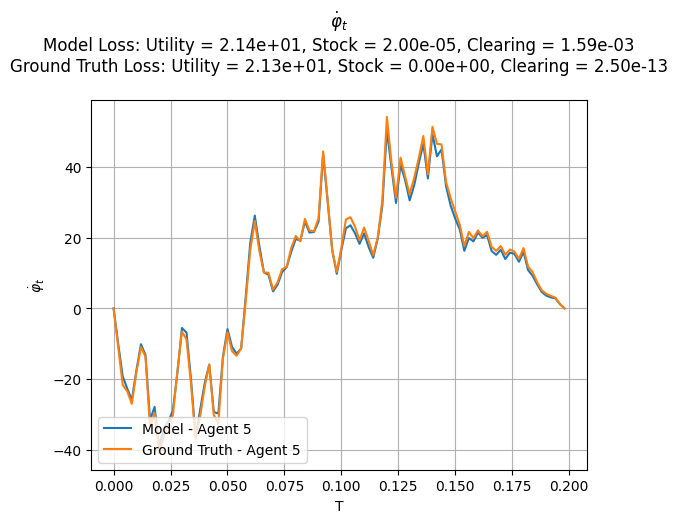 φ̇ₜ
Model Loss: Utility = 2.14e+01, Stock = 2.00e-05, Clearing = 1.59e-03
Ground Truth Loss: Utility = 2.13e+01, Stock = 0.00e+00, Clearing = 2.50e-13
40
20
0
−20
−40
φ̇ₜ
Model - Agent 5
Ground Truth - Agent 5
0.000 0.025 0.050 0.075 0.100 0.125 0.150 0.175 0.200
T